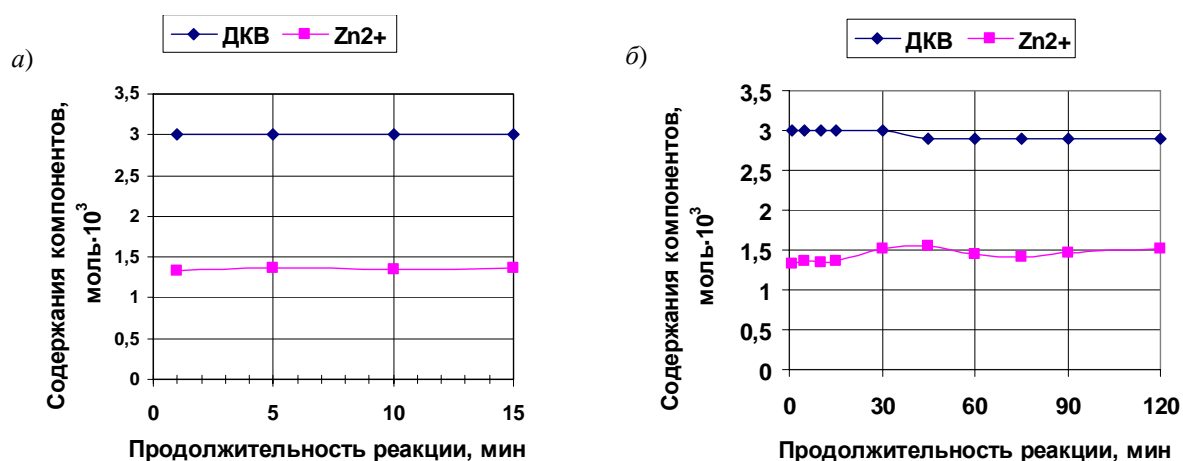 а)
ДКВ Zn2+
Содержания компонентов,
моль·10³
3,5
3
2,5
2
1,5
1
0,5
0
0 5 10 15
Продолжительность реакции, мин
б)
ДКВ Zn2+
Содержания компонентов,
моль·10³
3,5
3
2,5
2
1,5
1
0,5
0
0 30 60 90 120
Продолжительность реакции, мин